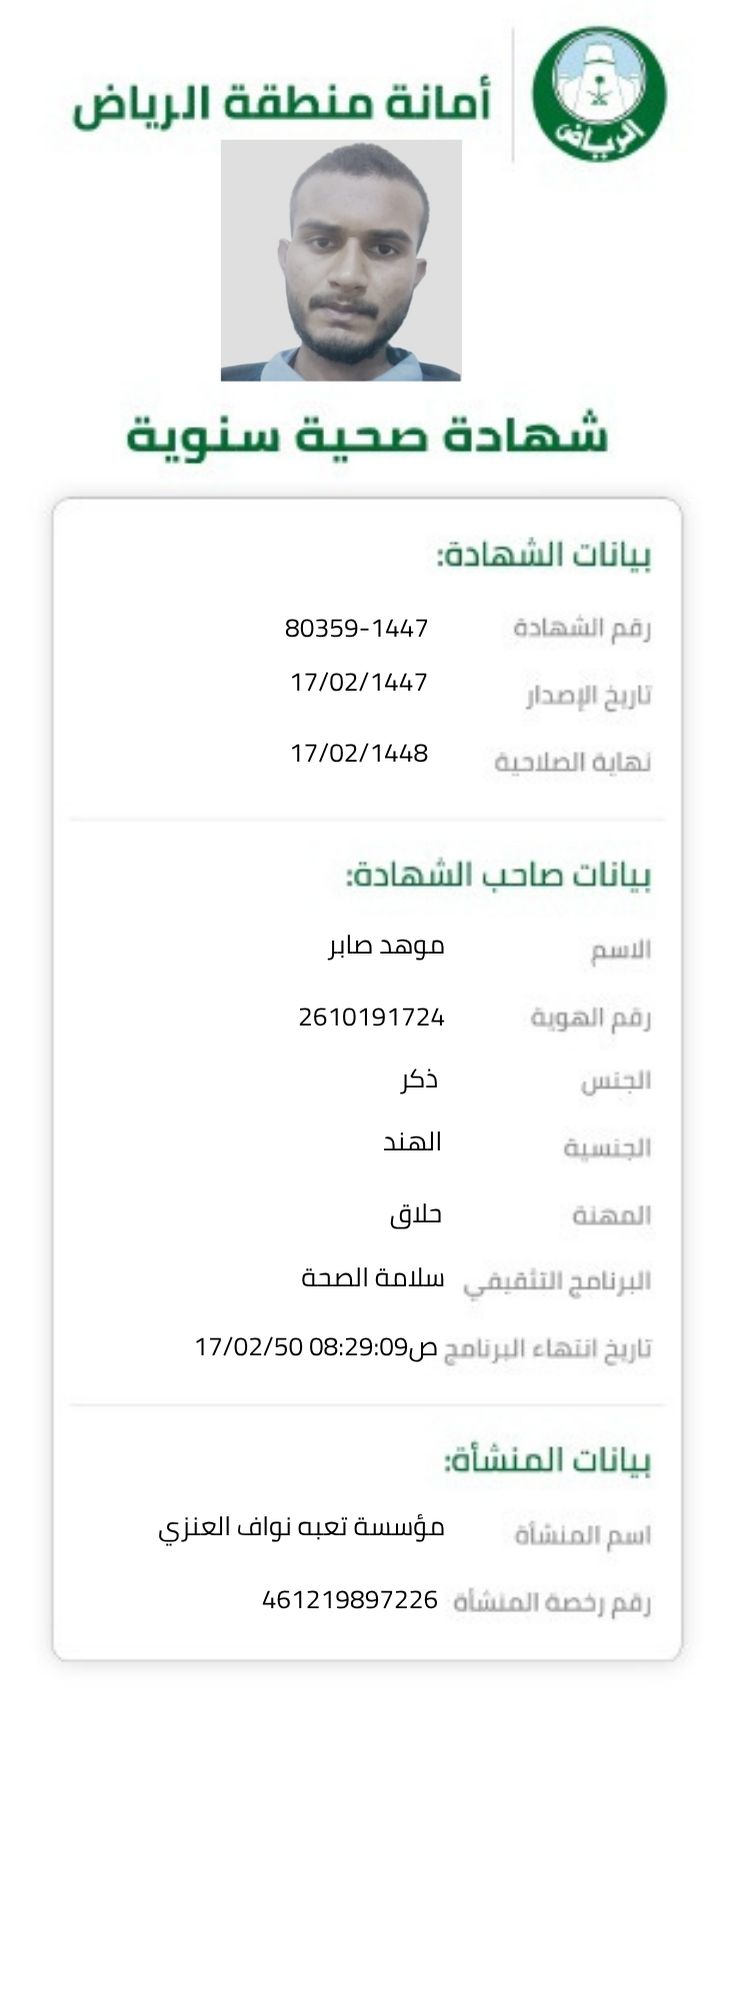 أمانة منطقة الرياض
الرياض
شهادة صحية سنوية
بيانات الشهادة:
رقم الشهادة 80359-1447
تاريخ الإصدار 17/02/1447
نهاية الصلاحية 17/02/1448
بيانات صاحب الشهادة:
الاسم موهد صابر
رقم الهوية 2610191724
الجنس ذكر
الجنسية الهند
المهنة حلاق
البرنامج التثقيفي سلامة الصحة
تاريخ انتهاء البرنامج 17/02/50 08:29:09ص
بيانات المنشأة:
اسم المنشأة مؤسسة تعبه نواف العنزي
رقم رخصة المنشأة 461219897226